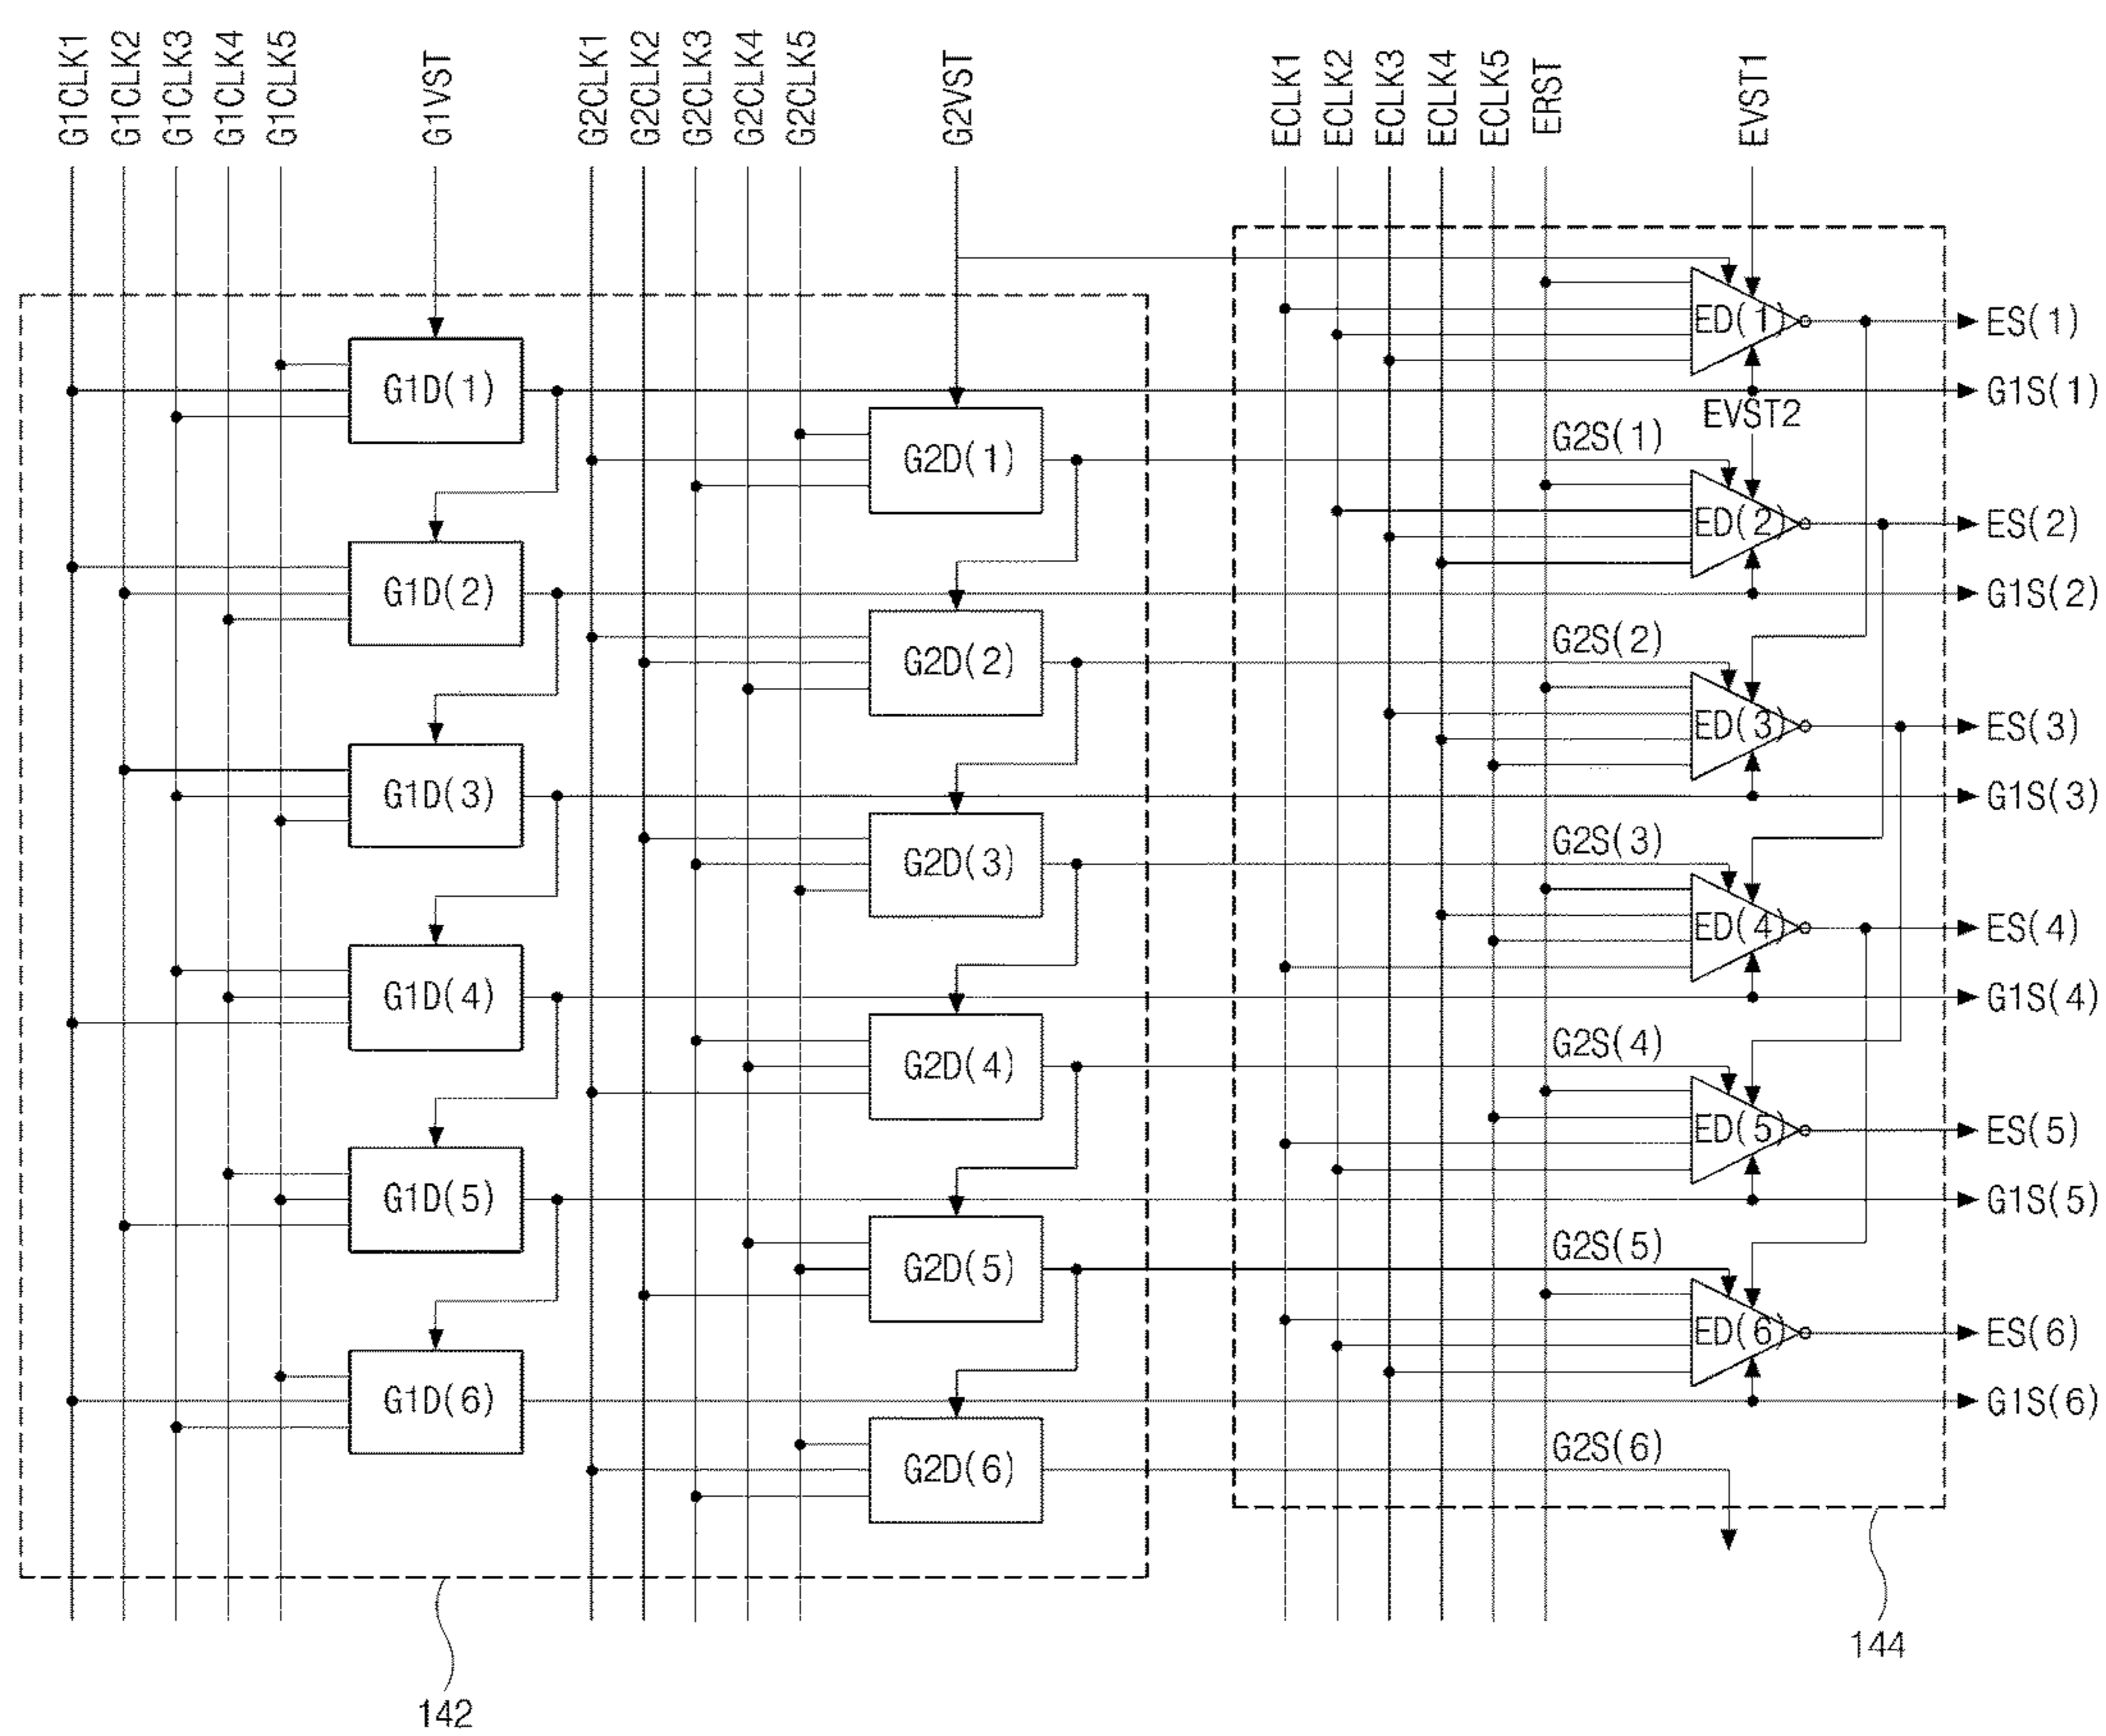 G1CLK1
G1CLK2
G1CLK3
G1CLK4
G1CLK5
G1VST
G2CLK1
G2CLK2
G2CLK3
G2CLK4
G2CLK5
G2VST
ECLK1
ECLK2
ECLK3
ECLK4
ECLK5
ERST
EVST1
ED(1)
ES(1)
G1D(1)
G1S(1)
EVST2
G2S(1)
G2D(1)
ED(2)
ES(2)
G1D(2)
G1S(2)
G2S(2)
G2D(2)
ED(3)
ES(3)
G1D(3)
G1S(3)
G2S(3)
G2D(3)
ED(4)
ES(4)
G1D(4)
G1S(4)
G2S(4)
G2D(4)
ED(5)
ES(5)
G1D(5)
G1S(5)
G2S(5)
G2D(5)
ED(6)
ES(6)
G1D(6)
G1S(6)
G2S(6)
G2D(6)
144
142